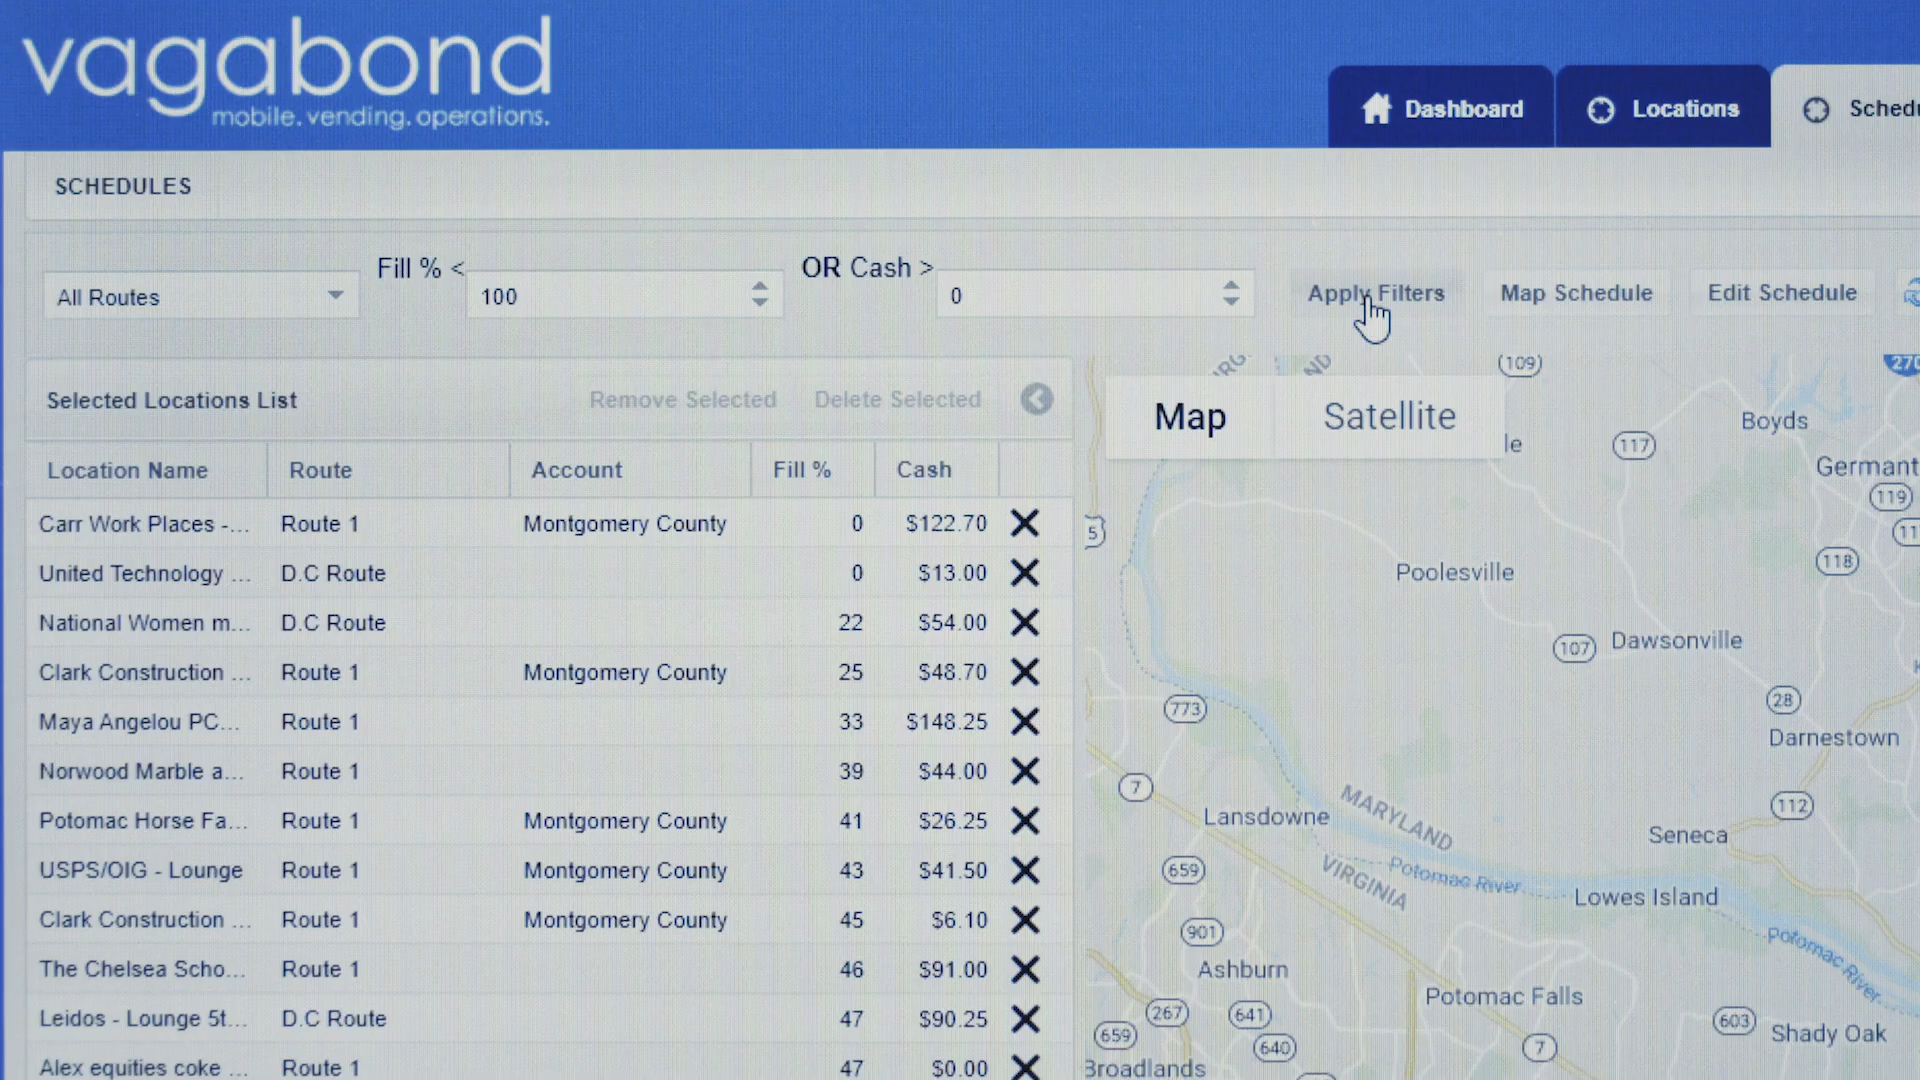 vagabond
mobile. vending. operations.
Dashboard
Locations
SCHEDULES
All Routes
Fill % <
100
OR Cash >
0
Apply Filters
Map Schedule
Edit Schedule
Selected Locations List
Remove Selected
Delete Selected
Location Name Route Account Fill % Cash
Carr Work Places -... Route 1 Montgomery County 0 $122.70
United Technology ... D.C Route 0 $13.00
National Women m... D.C Route 22 $54.00
Clark Construction ... Route 1 Montgomery County 25 $48.70
Maya Angelou PC... Route 1 33 $148.25
Norwood Marble a... Route 1 39 $44.00
Potomac Horse Fa... Route 1 Montgomery County 41 $26.25
USPS/OIG - Lounge Route 1 Montgomery County 43 $41.50
Clark Construction ... Route 1 Montgomery County 45 $6.10
The Chelsea Scho... Route 1 46 $91.00
Leidos - Lounge 5t... D.C Route 47 $90.25
Alex equities coke ... Route 1 47 $0.00
Map
Satellite
109
270
Boyds
117
119
118
Poolesville
Dawsonville
107
28
773
Darnestown
7
112
MARYLAND
Lansdowne
Seneca
VIRGINIA
Potomac River
659
Lowes Island
901
Potomac River
Ashburn
Potomac Falls
267
641
603
Shady Oak
659
640
7
Broadlands